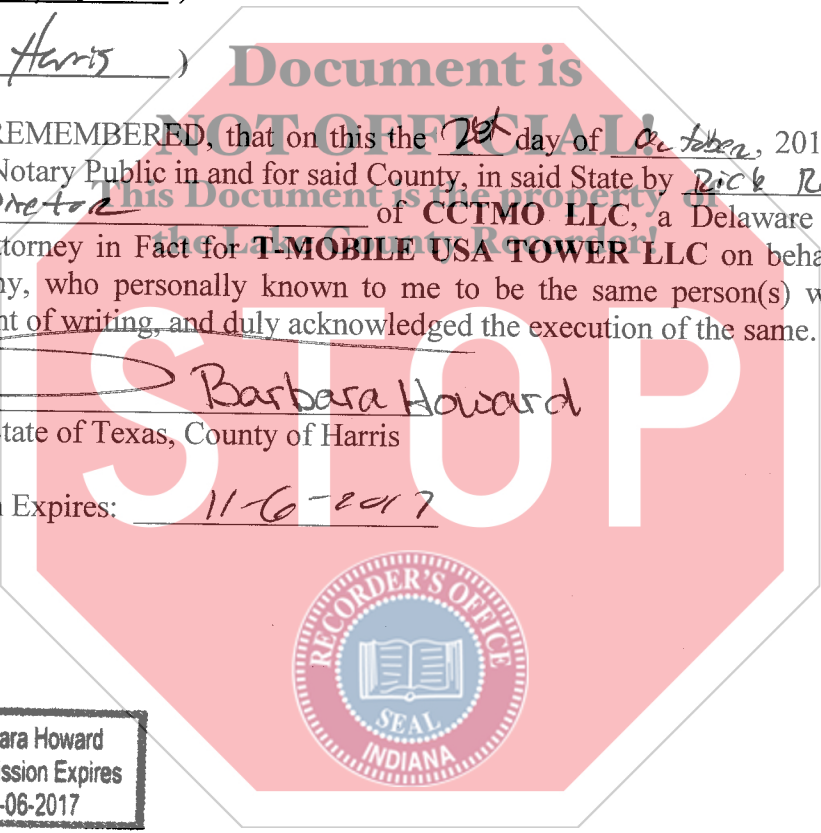 Harris )
Document is
NOT OFFICIAL!
This Document is the property of
the Lake County Recorder!
REMEMBERED, that on this the day of October, 201
Notary Public in and for said County, in said State by Rick
of CCTMO LLC, a Delaware
ttorney in Fact for T-MOBILE USA TOWER LLC on beha
ny, who personally known to me to be the same person(s) w
nt of writing, and duly acknowledged the execution of the same.
Barbara Howard
State of Texas, County of Harris
n Expires: 11-6-2017
STOP
RECORDER'S OFFICE
SEAL
INDIANA
ara Howard
ssion Expires
-06-2017